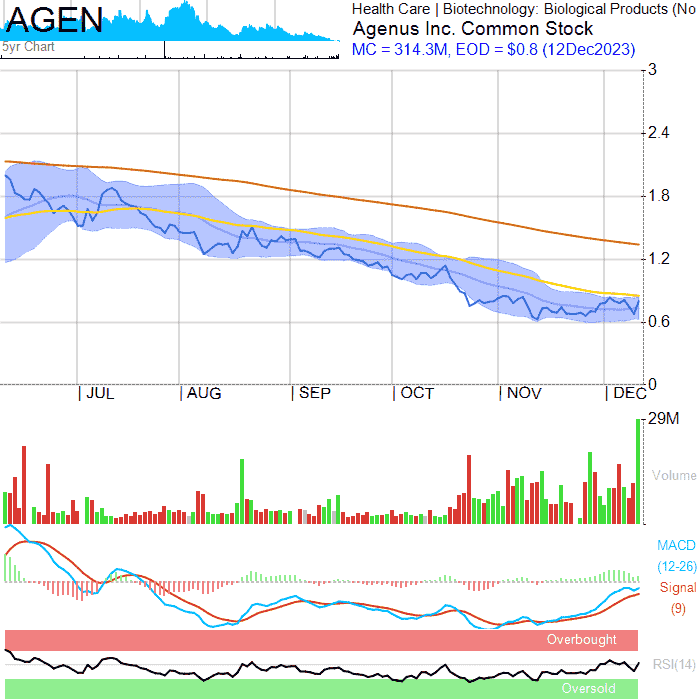 AGEN
5yr Chart
Health Care | Biotechnology: Biological Products (No
Agenus Inc. Common Stock
MC = 314.3M, EOD = $0.8 (12Dec2023)
3
2.4
1.8
1.2
0.6
0
| JUL | AUG | SEP | OCT | NOV | DEC
29M
Volume
MACD
(12-26)
Signal
(9)
Overbought
RSI(14)
Oversold